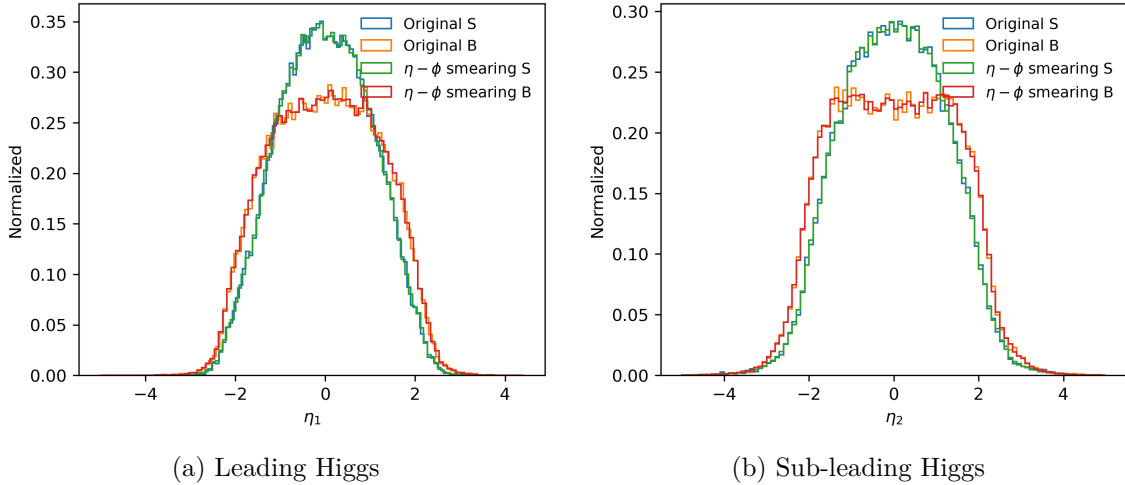 0.35
0.30
0.25
0.20
0.15
0.10
0.05
0.00
Normalized
−4 −2 0 2 4
η₁
Original S
Original B
η − ϕ smearing S
η − ϕ smearing B
(a) Leading Higgs
0.30
0.25
0.20
0.15
0.10
0.05
0.00
Normalized
−4 −2 0 2 4
η₂
Original S
Original B
η − ϕ smearing S
η − ϕ smearing B
(b) Sub-leading Higgs